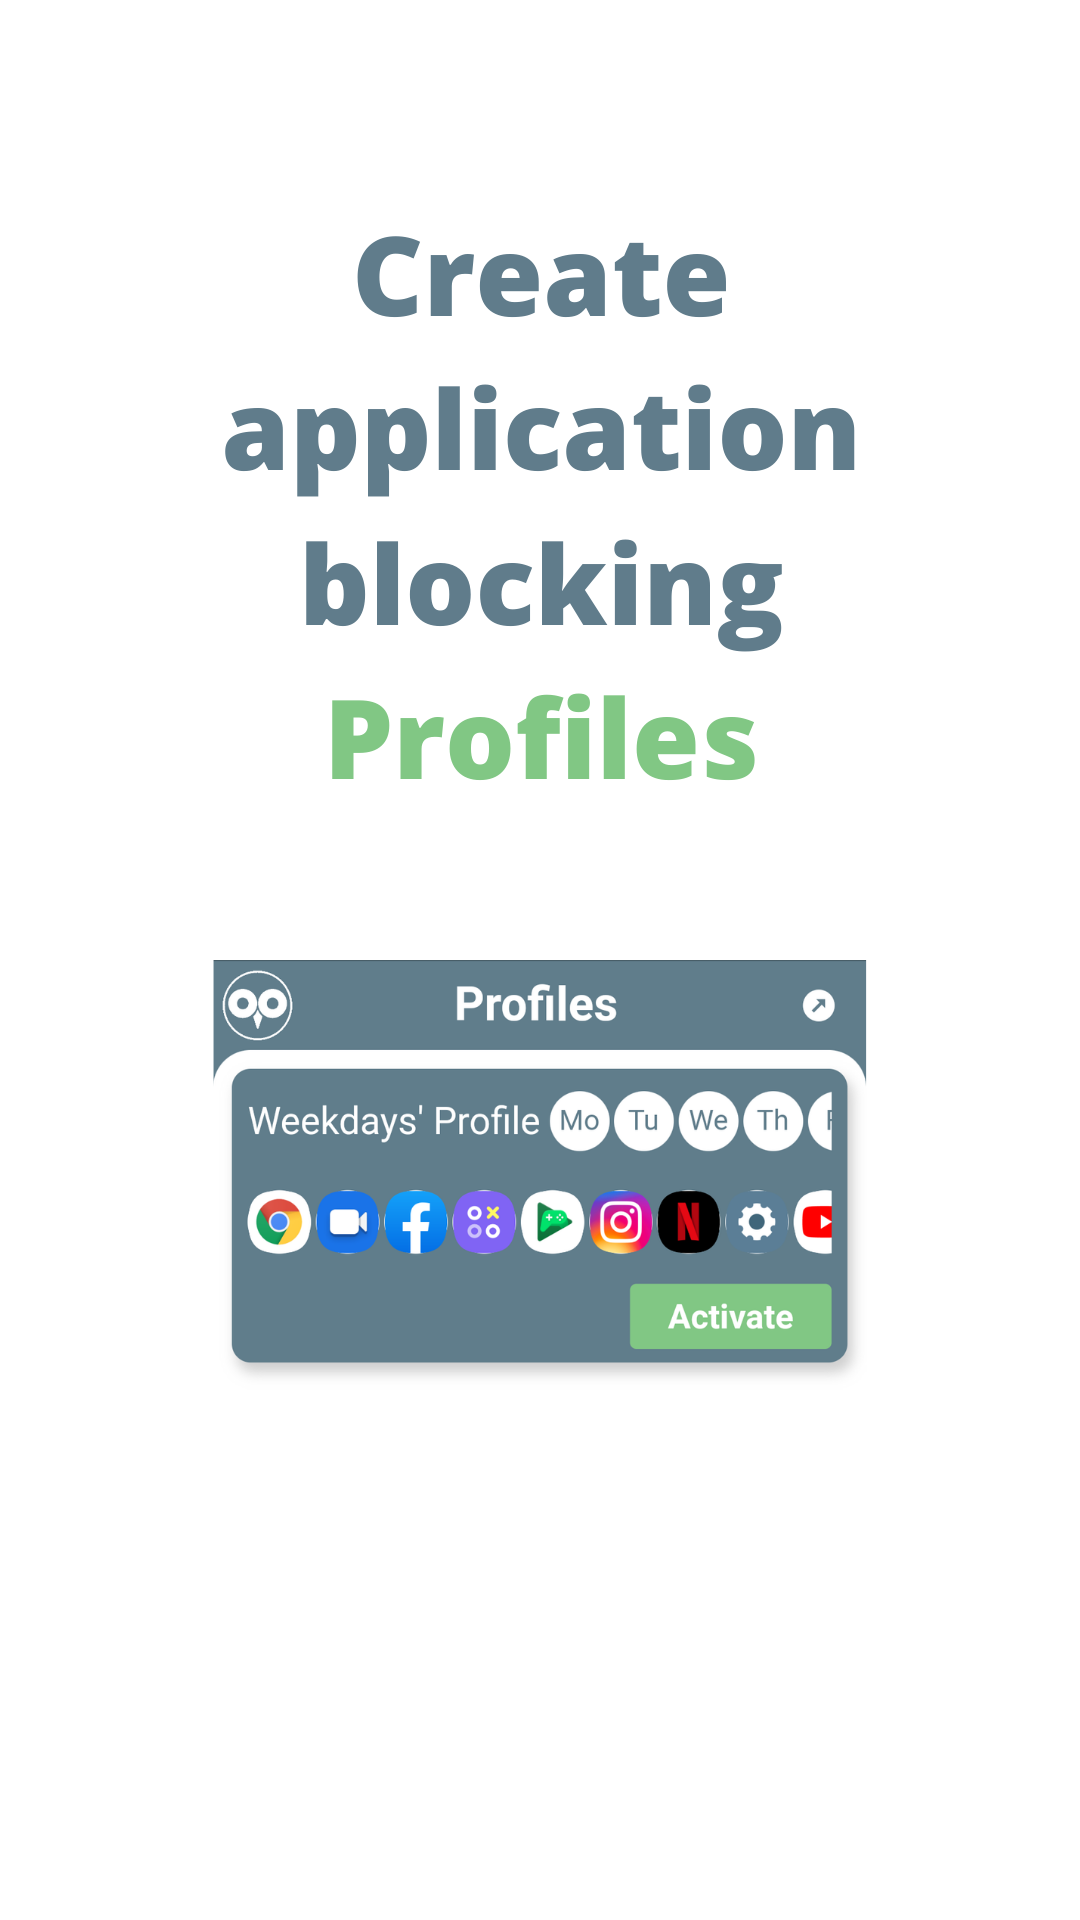 Create
application
blocking
Profiles
Profiles
Weekdays' Profile Mo Tu We Th
Activate